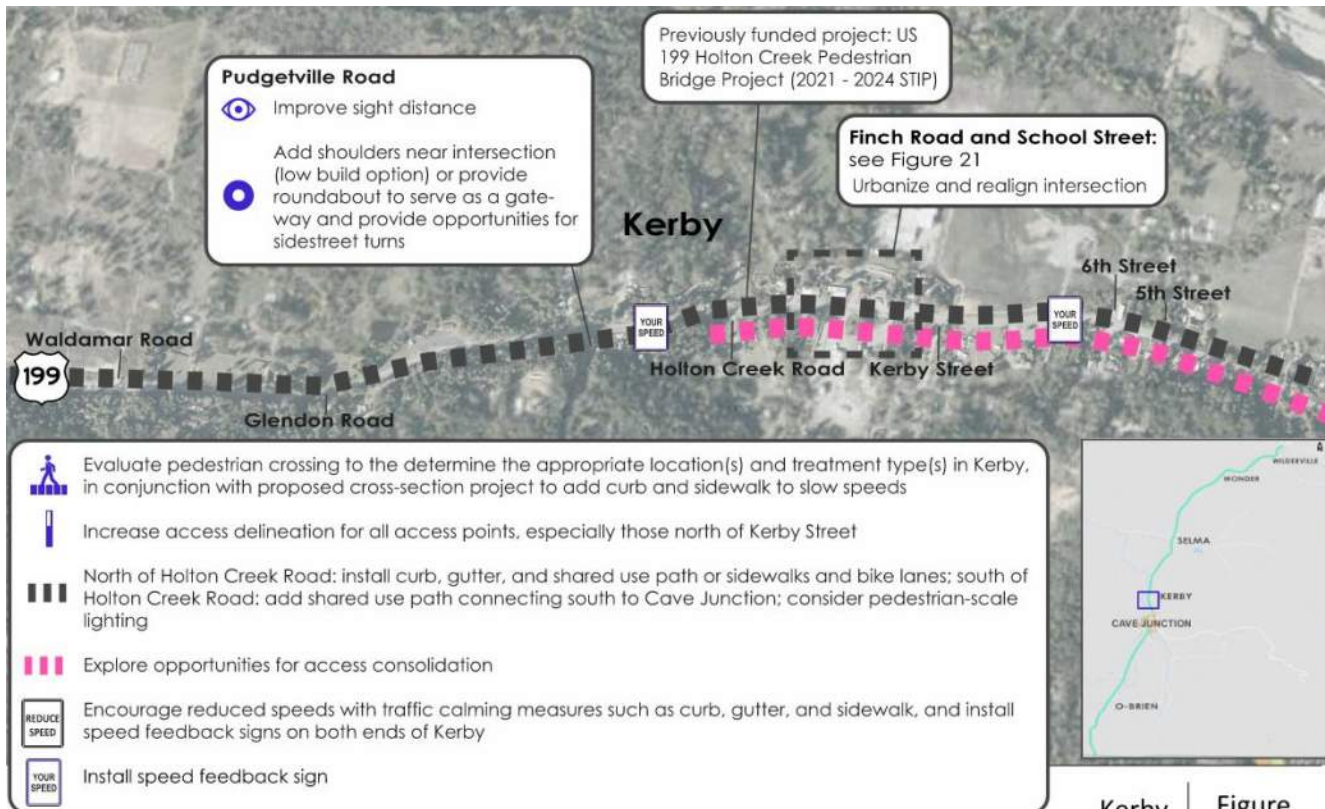 Previously funded project: US
199 Holton Creek Pedestrian
Bridge Project (2021 - 2024 STIP)
Pudgetville Road
Improve sight distance
Add shoulders near intersection
(low build option) or provide
roundabout to serve as a gate-
way and provide opportunities for
sidestreet turns
Finch Road and School Street:
see Figure 21
Urbanize and realign intersection
Kerby
6th Street
5th Street
YOUR
SPEED
YOUR
SPEED
Waldamar Road
199
Holton Creek Road
Kerby Street
Glendon Road
Evaluate pedestrian crossing to the determine the appropriate location(s) and treatment type(s) in Kerby,
in conjunction with proposed cross-section project to add curb and sidewalk to slow speeds
Increase access delineation for all access points, especially those north of Kerby Street
North of Holton Creek Road: install curb, gutter, and shared use path or sidewalks and bike lanes; south of
Holton Creek Road: add shared use path connecting south to Cave Junction; consider pedestrian-scale
lighting
Explore opportunities for access consolidation
REDUCE
SPEED
Encourage reduced speeds with traffic calming measures such as curb, gutter, and sidewalk, and install
speed feedback signs on both ends of Kerby
YOUR
SPEED
Install speed feedback sign
WILDERVILLE
WONDER
SELMA
KERBY
CAVE JUNCTION
O-BRIEN
Kerby
Figure